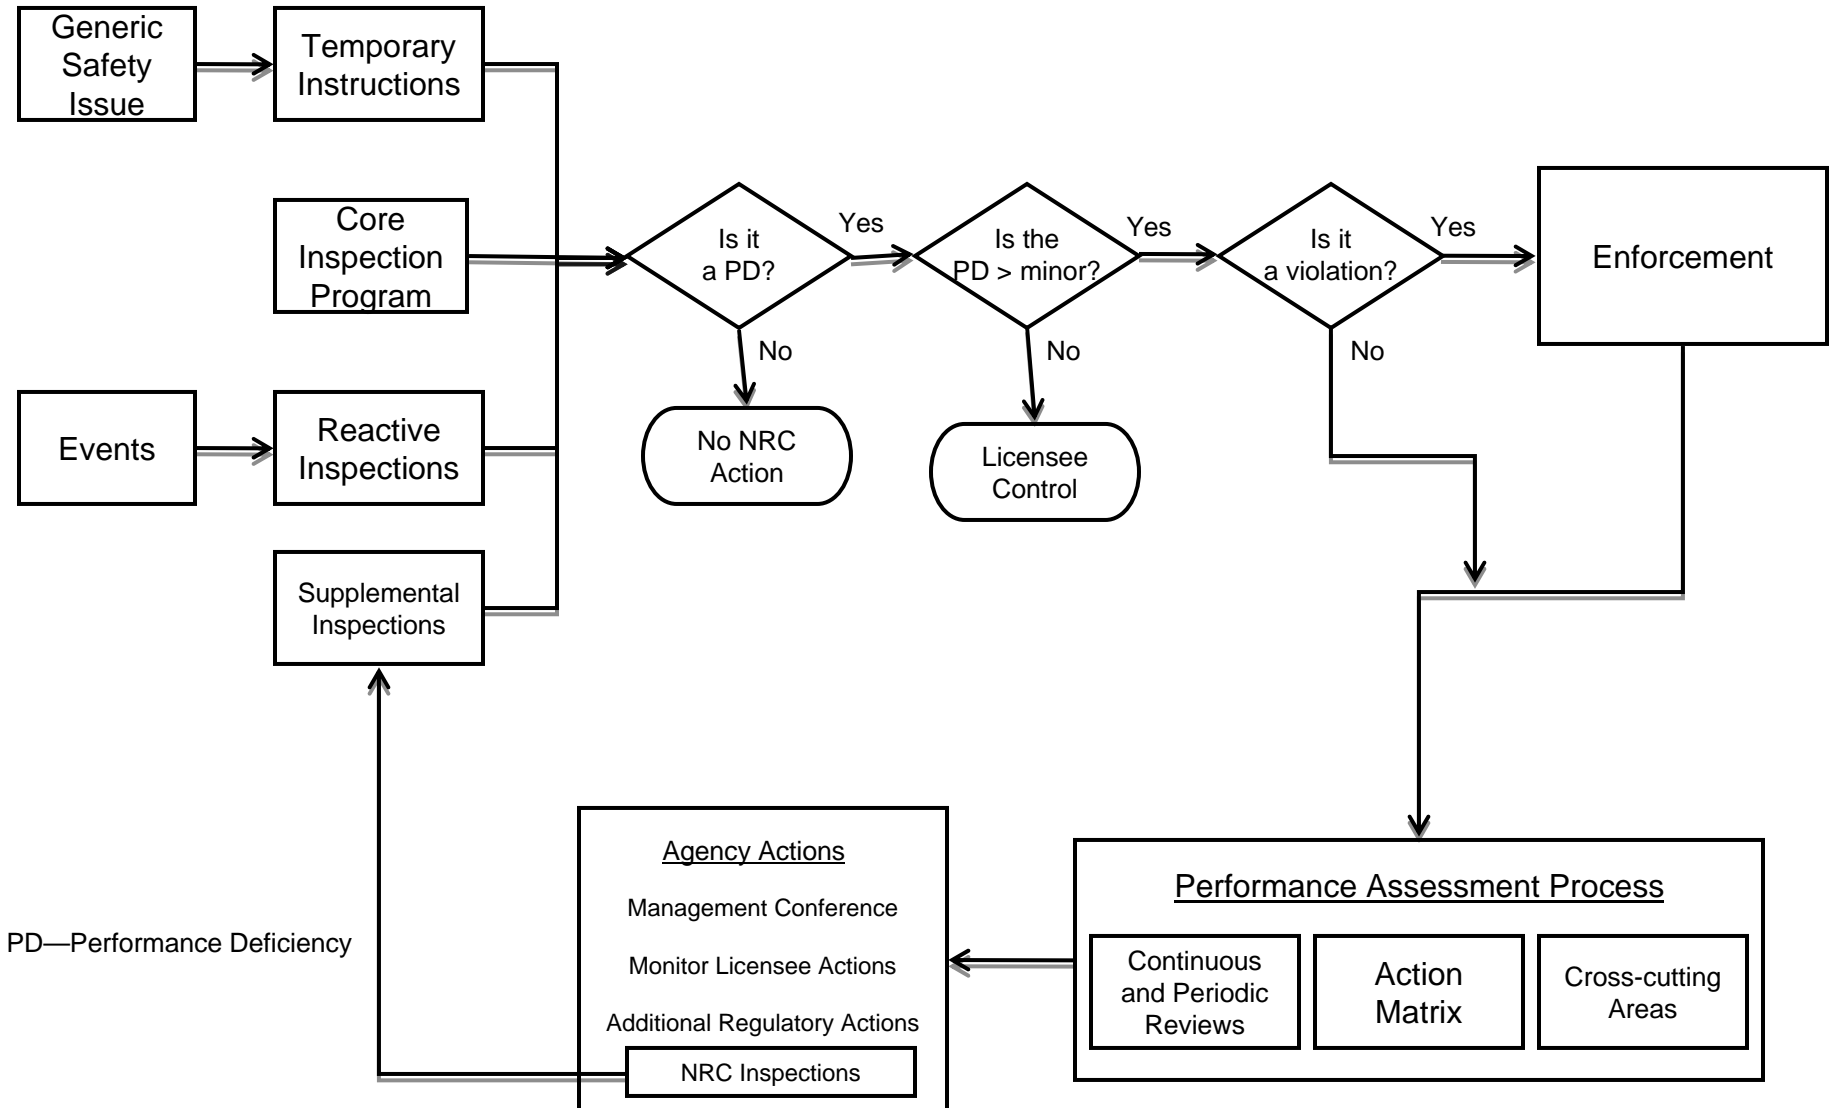 Generic
Safety
Issue
Temporary
Instructions
Core
Inspection
Program
Is it
a PD?
Yes
Is the
PD > minor?
Yes
Is it
a violation?
Yes
Enforcement
No
No
No
Events
Reactive
Inspections
No NRC
Action
Licensee
Control
Supplemental
Inspections
Agency Actions
Management Conference
Monitor Licensee Actions
Additional Regulatory Actions
NRC Inspections
Performance Assessment Process
Continuous
and Periodic
Reviews
Action
Matrix
Cross-cutting
Areas
PD—Performance Deficiency